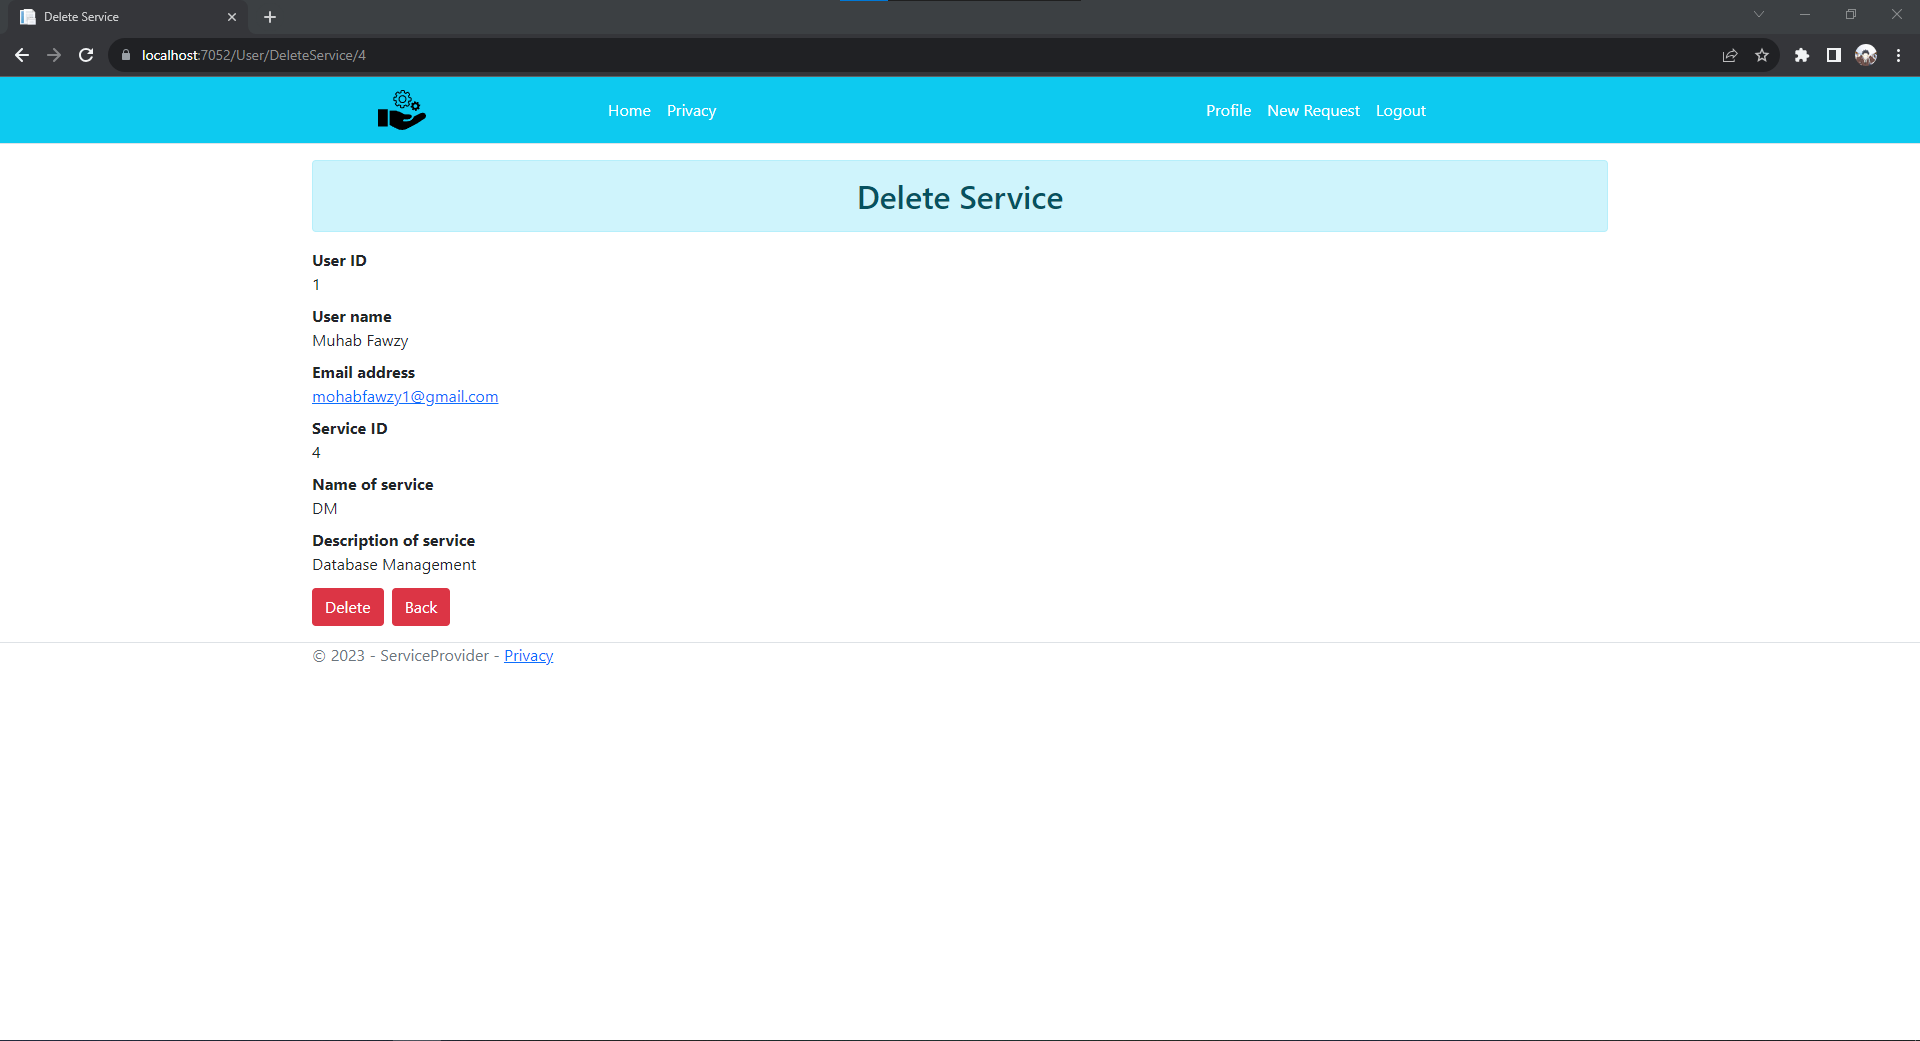 Delete Service
localhost:7052/User/DeleteService/4
Home Privacy Profile New Request Logout
Delete Service
User ID
1
User name
Muhab Fawzy
Email address
mohabfawzy1@gmail.com
Service ID
4
Name of service
DM
Description of service
Database Management
Delete Back
© 2023 - ServiceProvider - Privacy